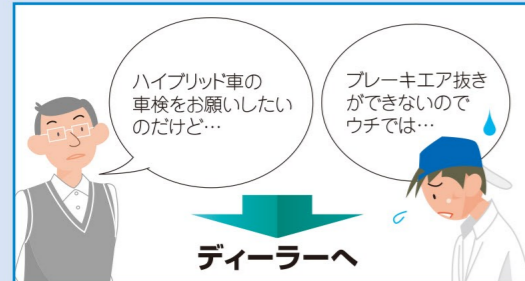 ハイブリッド車の
車検をお願いしたい
のだけど…
ブレーキエア抜き
ができないので
ウチでは…
ディーラーへ